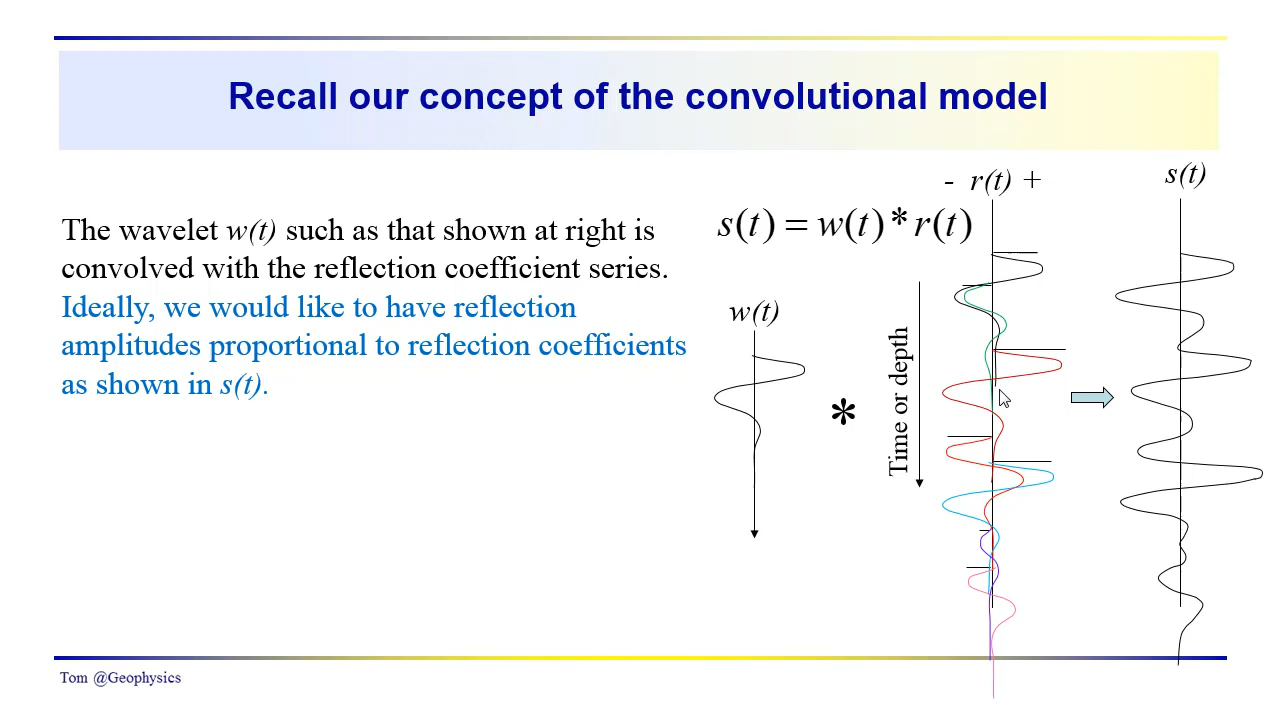 Recall our concept of the convolutional model
- r(t) +
s(t)
s(t) = w(t) * r(t)
The wavelet w(t) such as that shown at right is
convolved with the reflection coefficient series.
Ideally, we would like to have reflection
amplitudes proportional to reflection coefficients
as shown in s(t).
w(t)
*
Time or depth
Tom @Geophysics